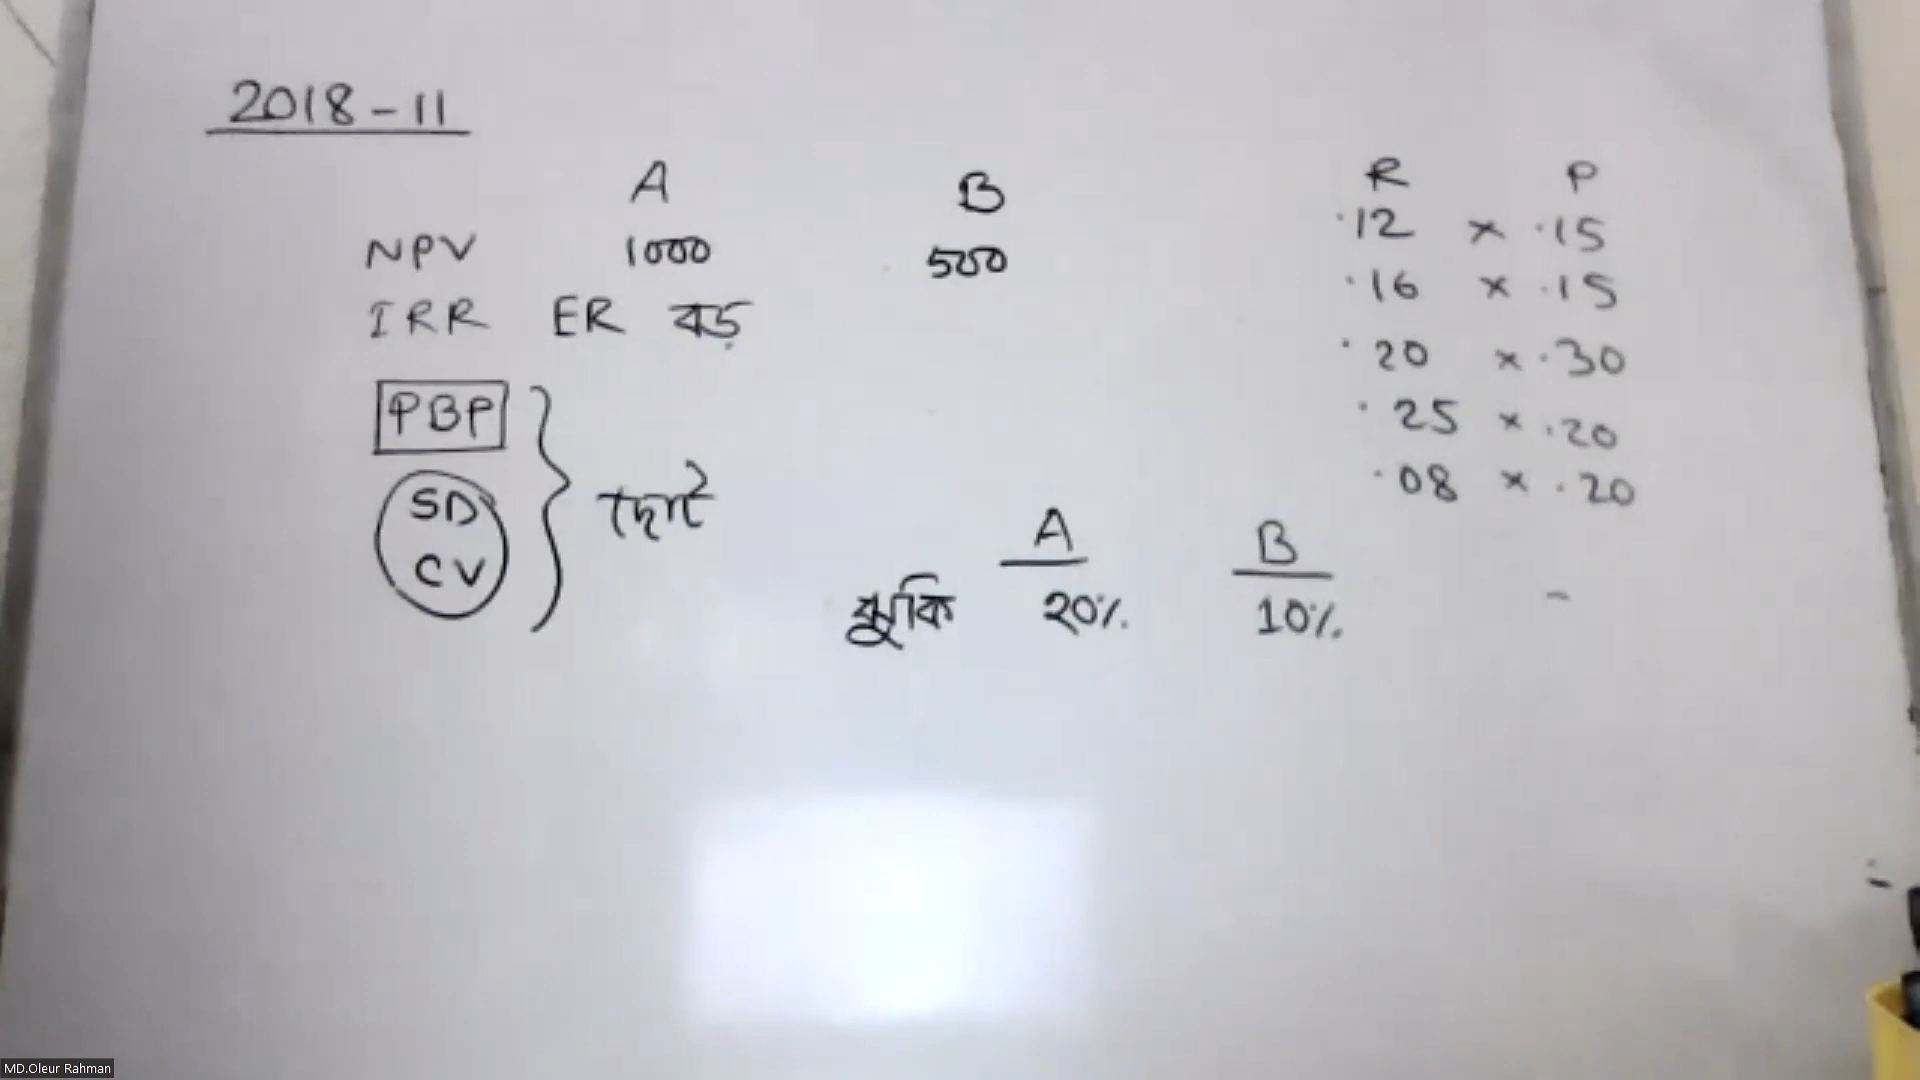 2018 - 11
A B
NPV 1000 500
IRR ER বড়
PBP
SD
CV
ছোট
R P
.12 × .15
.16 × .15
.20 × .30
.25 × .20
.08 × .20
A B
ঝুকি 20%. 10%.
MD.Oleur Rahman